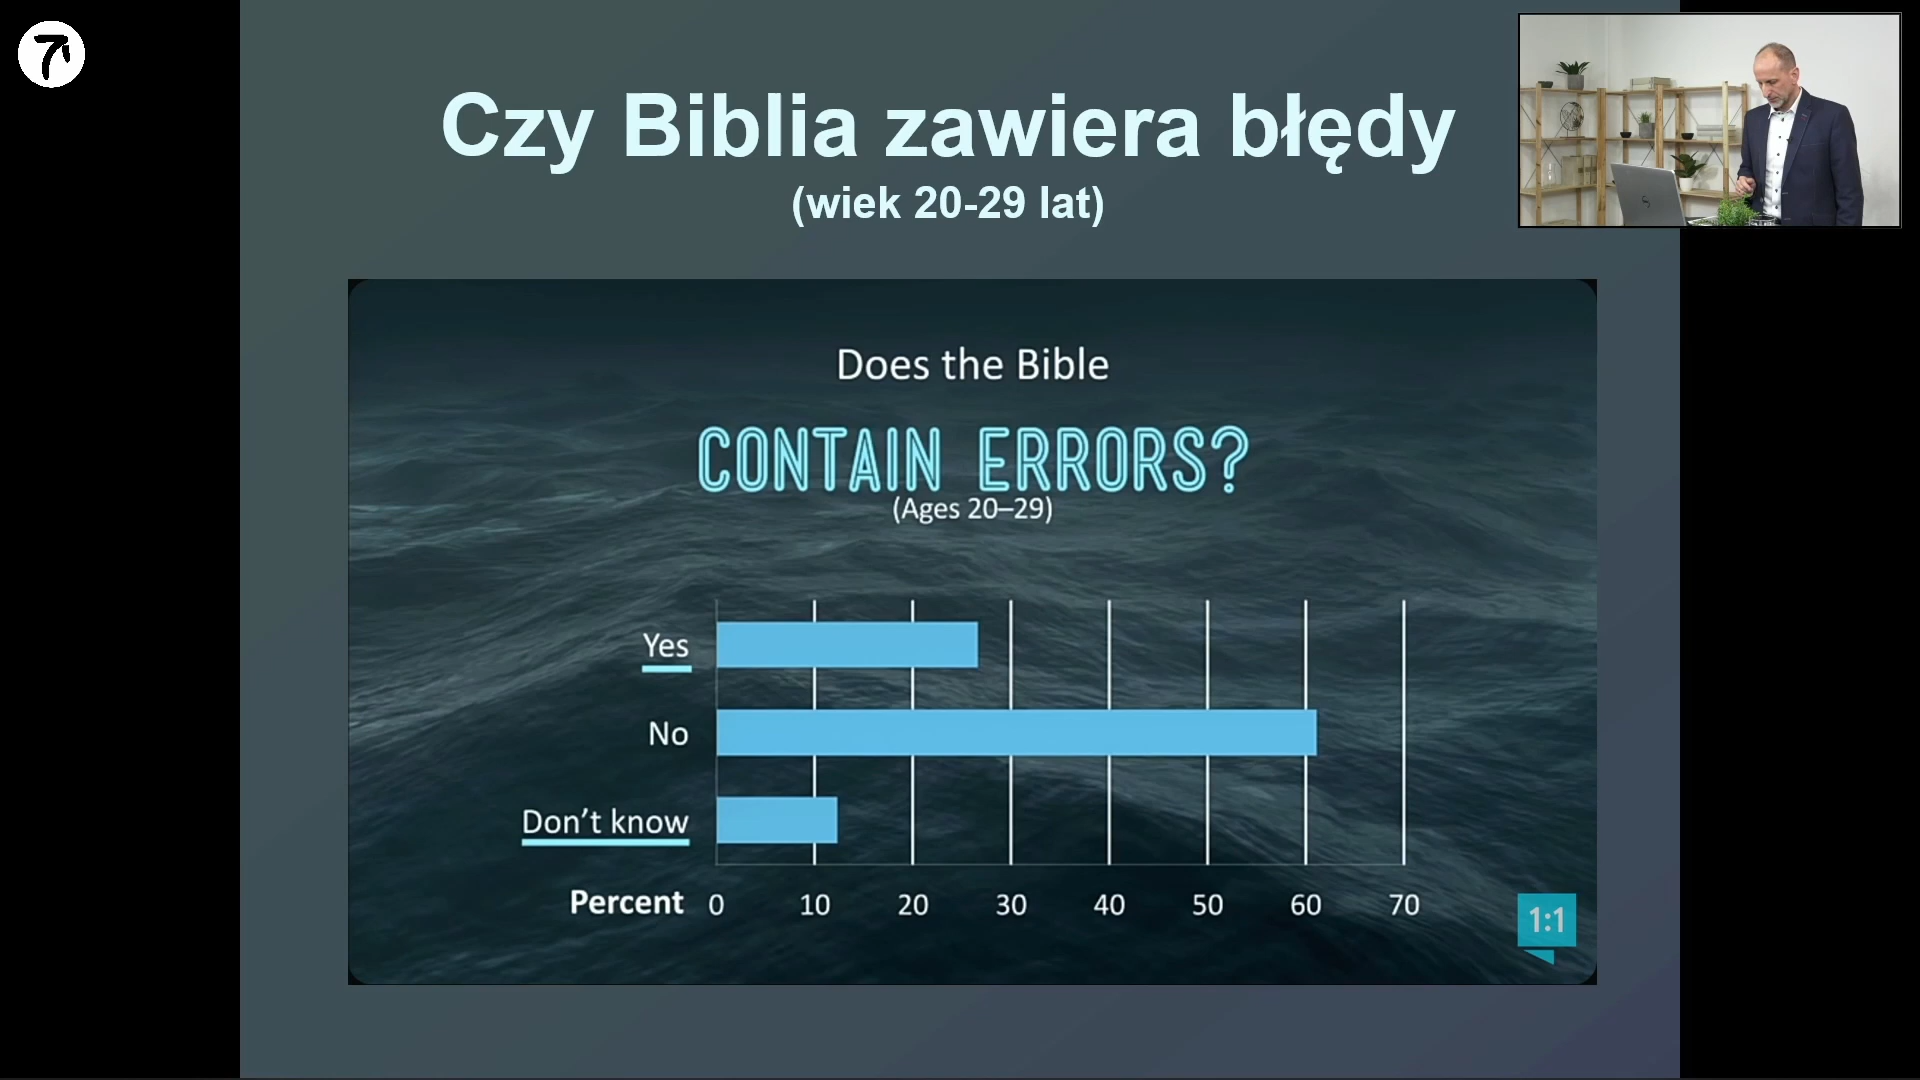 Czy Biblia zawiera błędy
(wiek 20-29 lat)
Does the Bible
CONTAIN ERRORS?
(Ages 20–29)
Yes
No
Don't know
Percent 0 10 20 30 40 50 60 70
1:1